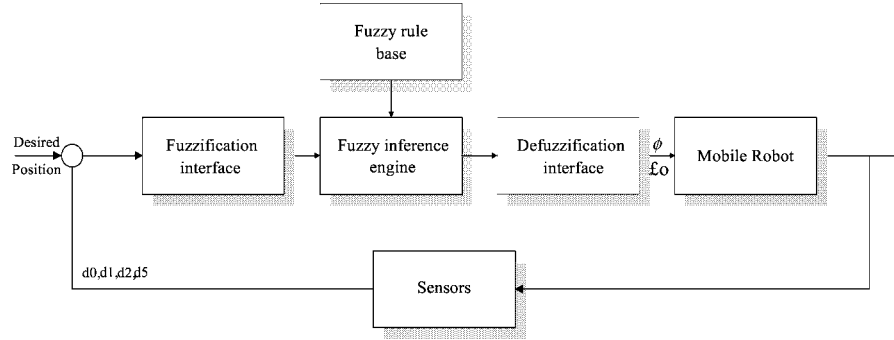 Fuzzy rule
base
Desired
Position
Fuzzification
interface
Fuzzy inference
engine
Defuzzification
interface
ϕ
£o
Mobile Robot
d0,d1,d2,d5
Sensors